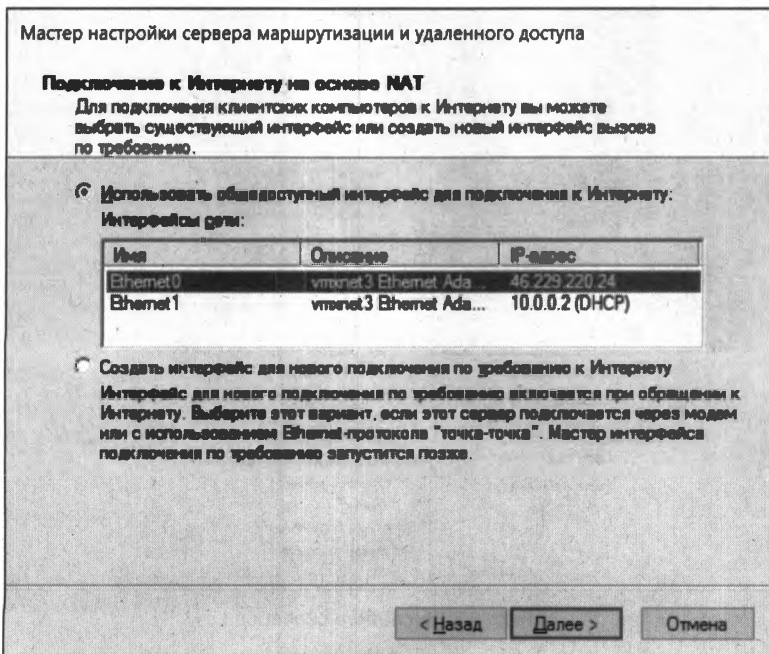 Мастер настройки сервера маршрутизации и удаленного доступа
Подключение к Интернету на основе NAT
Для подключения клиентских компьютеров к Интернету вы можете
выбрать существующий интерфейс или создать новый интерфейс вызова
по требованию.
Использовать общедоступный интерфейс для подключения к Интернету:
Интерфейсы сети:
Имя Описание IP-адрес
Ethernet0 vmxnet3 Ethernet Ada... 46.229.220.24
Ethernet1 vmxnet3 Ethernet Ada... 10.0.0.2 (DHCP)
Создать интерфейс для нового подключения по требованию к Интернету
Интерфейс для нового подключения по требованию включается при обращении к
Интернету. Выберите этот вариант, если этот сервер подключается через модем
или с использованием Ethernet-протокола "точка-точка". Мастер интерфейса
подключения по требованию запустится позже.
< Назад Далее > Отмена